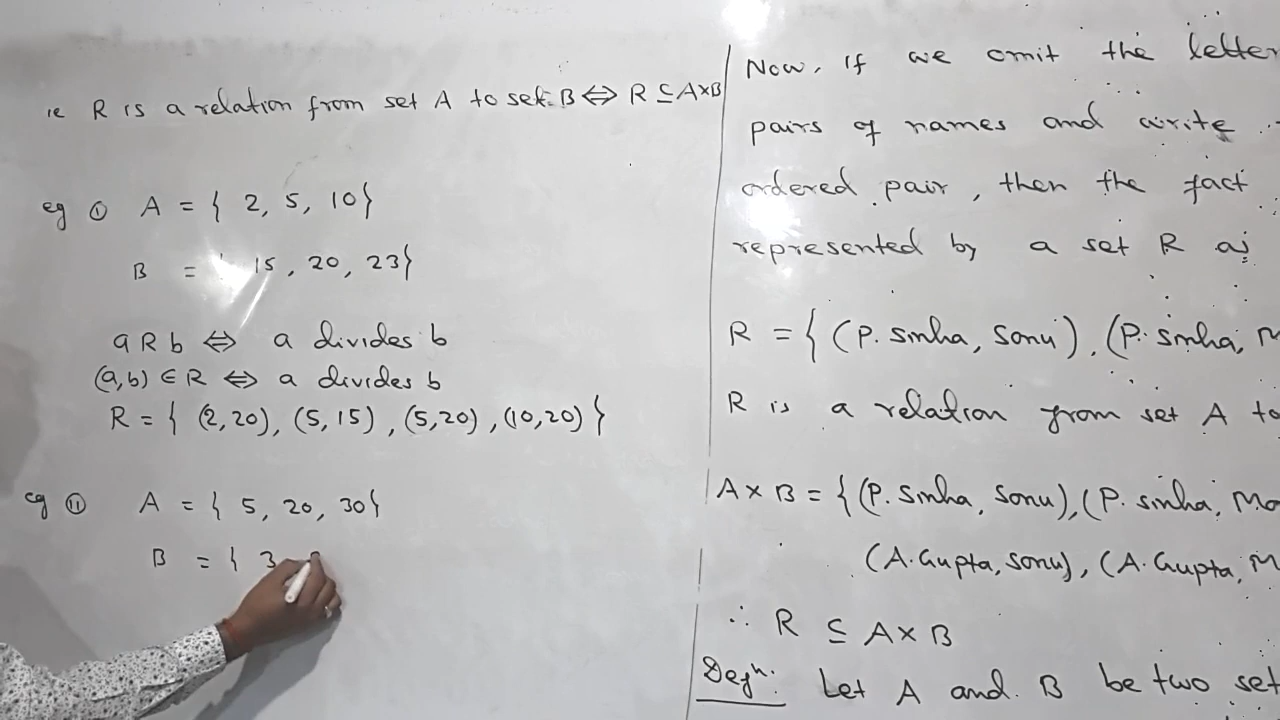 ie R is a relation from set A to set B ⇔ R ⊆ A×B
eg ① A = { 2, 5, 10}
B = 15, 20, 23}
a R b ⇔ a divides b
(a,b) ∈ R ⇔ a divides b
R = { (2,20), (5,15), (5,20), (10,20) }
eg ⑪ A = { 5, 20, 30}
B = { 3
Now, if we omit the letter
pairs of names and write
ordered pair, then the fact
represented by a set R as
R = { (P. Sinha, Sonu), (P. Sinha, M
R is a relation from set A to
A × B = { (P. Sinha, Sonu), (P. Sinha, Mo
(A. Gupta, Sonu), (A. Gupta, M
∴ R ⊆ A × B
Defn: Let A and B be two set